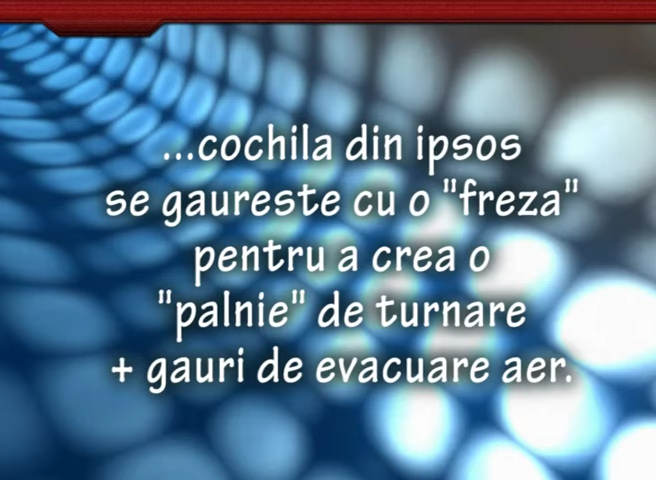 ...cochila din ipsos
se gaureste cu o "freza"
pentru a crea o
"palnie" de turnare
+ gauri de evacuare aer.